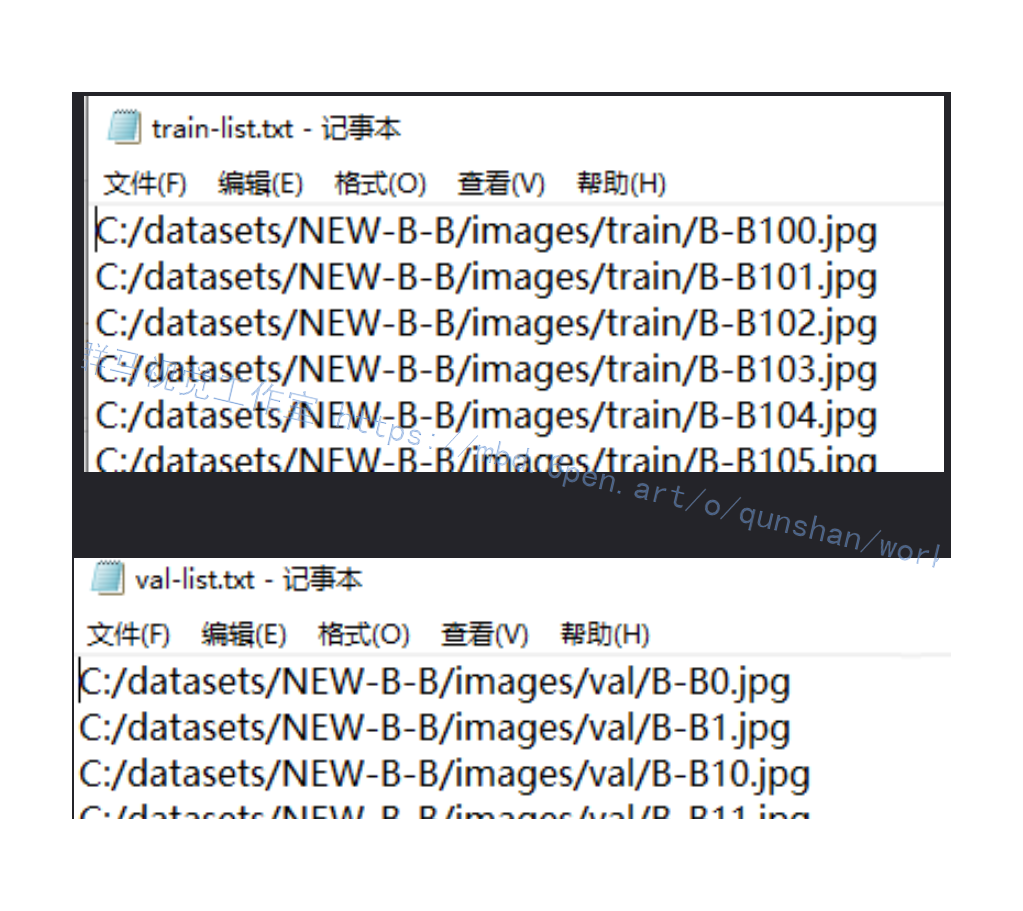 train-list.txt - 记事本
文件(F) 编辑(E) 格式(O) 查看(V) 帮助(H)
C:/datasets/NEW-B-B/images/train/B-B100.jpg
C:/datasets/NEW-B-B/images/train/B-B101.jpg
C:/datasets/NEW-B-B/images/train/B-B102.jpg
C:/datasets/NEW-B-B/images/train/B-B103.jpg
C:/datasets/NEW-B-B/images/train/B-B104.jpg
C:/datasets/NEW-B-B/images/train/B-B105.jpg
视觉工作室 https://mbd.6pen.art/o/qunshan/wor
val-list.txt - 记事本
文件(F) 编辑(E) 格式(O) 查看(V) 帮助(H)
C:/datasets/NEW-B-B/images/val/B-B0.jpg
C:/datasets/NEW-B-B/images/val/B-B1.jpg
C:/datasets/NEW-B-B/images/val/B-B10.jpg
C:/datasets/NEW-B-B/images/val/B-B11.jpg